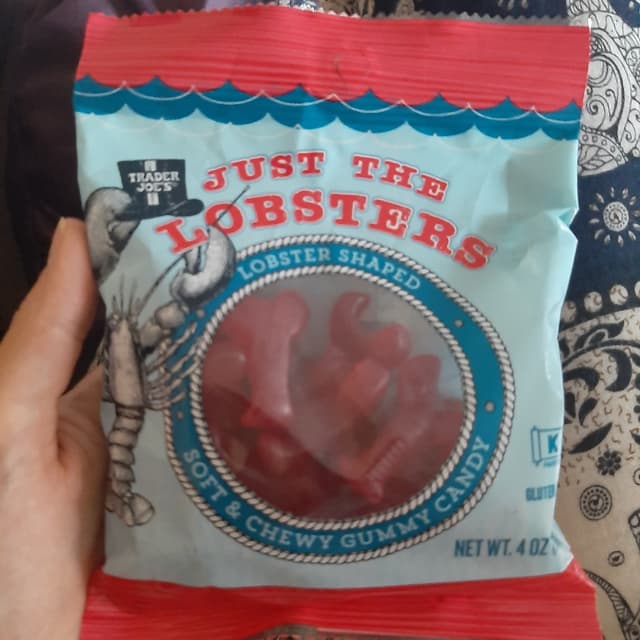 TRADER
JOE'S
JUST THE
LOBSTERS
LOBSTER SHAPED
SOFT & CHEWY GUMMY CANDY
K
NET WT. 4 OZ